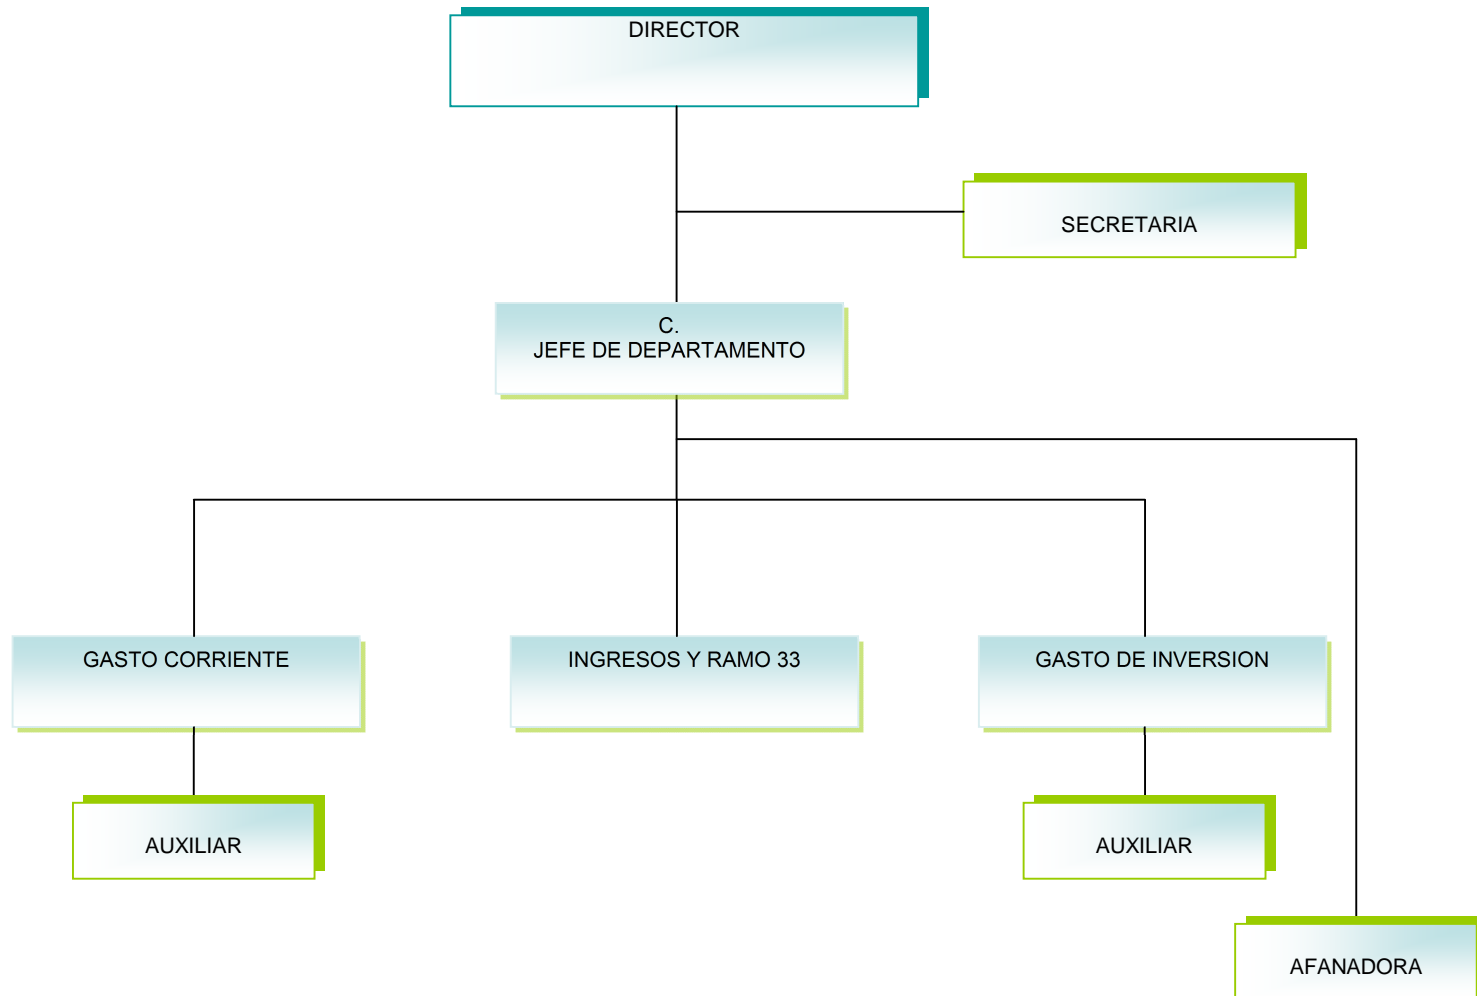 DIRECTOR
SECRETARIA
C.
JEFE DE DEPARTAMENTO
GASTO CORRIENTE
INGRESOS Y RAMO 33
GASTO DE INVERSION
AUXILIAR
AUXILIAR
AFANADORA